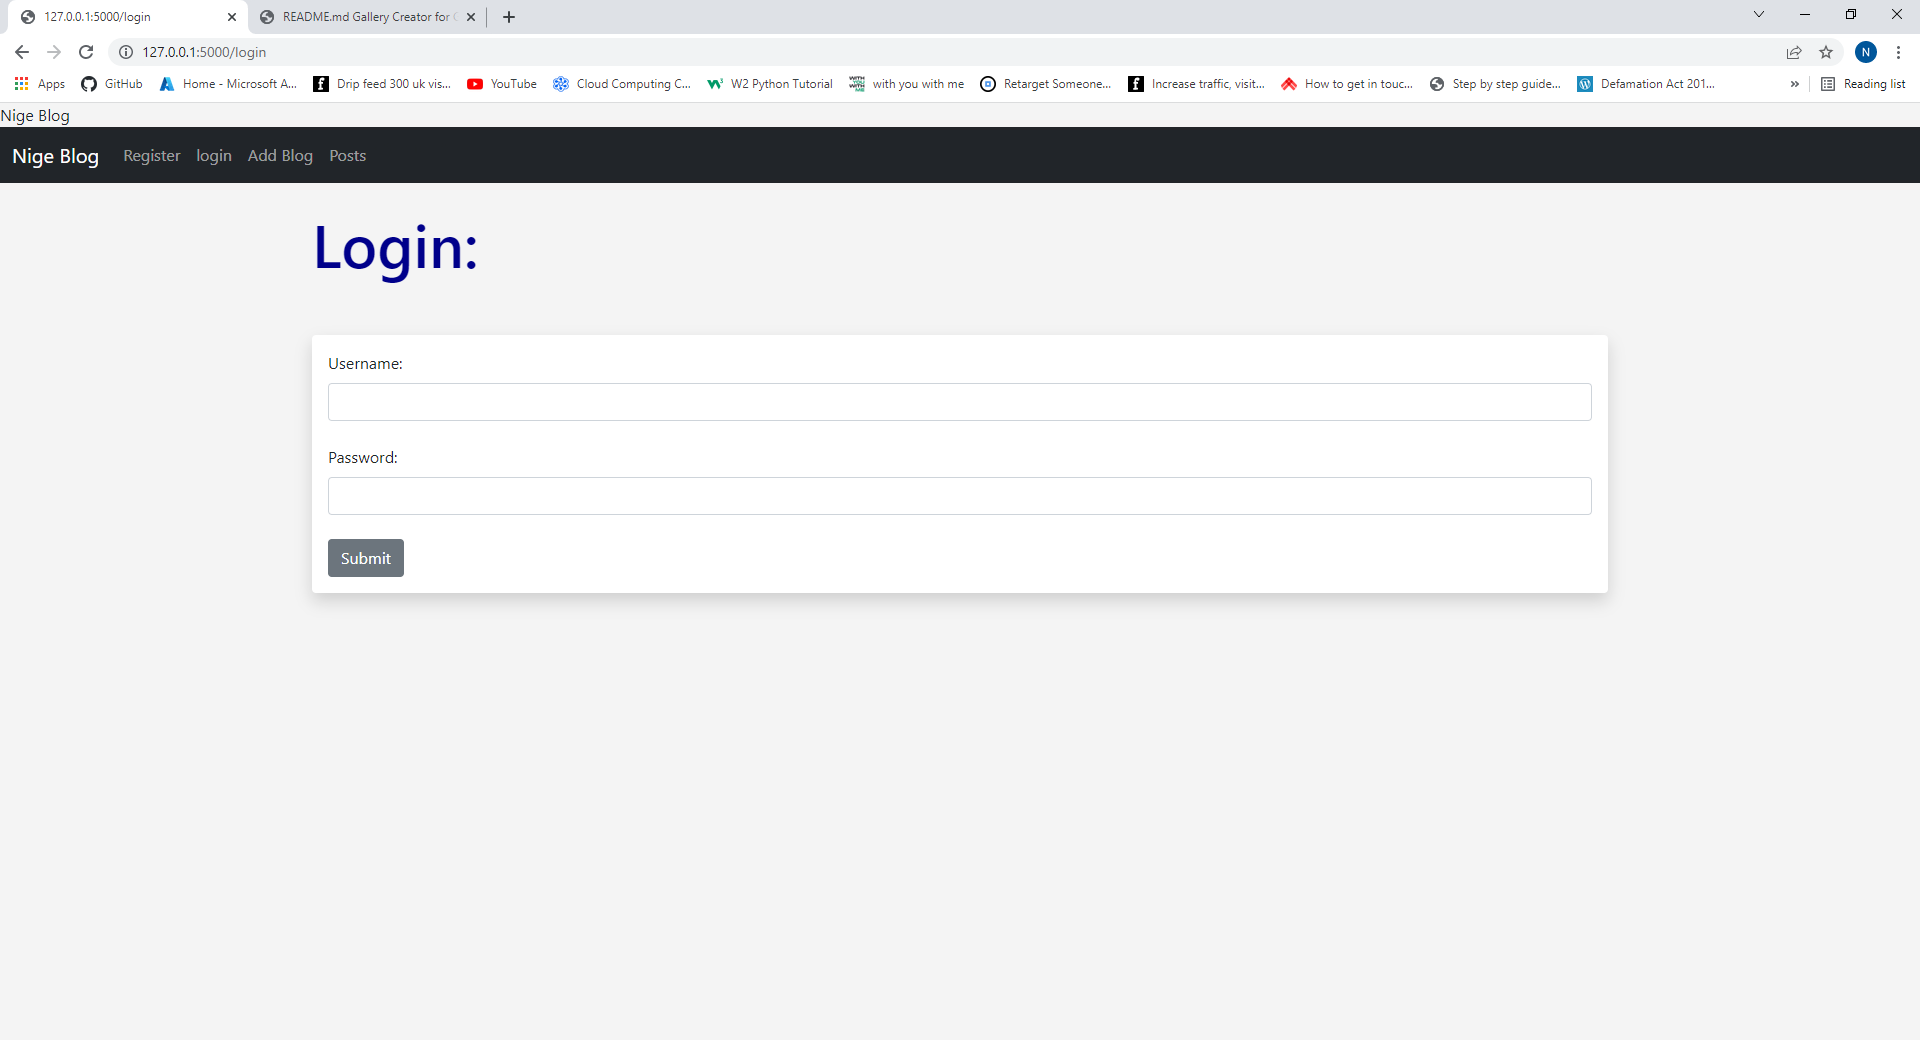 127.0.0.1:5000/login
README.md Gallery Creator for
127.0.0.1:5000/login
N
Apps
GitHub
Home - Microsoft A...
Drip feed 300 uk vis...
YouTube
Cloud Computing C...
W2 Python Tutorial
with you with me
Retarget Someone...
Increase traffic, visit...
How to get in touc...
Step by step guide...
Defamation Act 201...
»
Reading list
Nige Blog
Nige Blog Register login Add Blog Posts
Login:
Username:
Password:
Submit